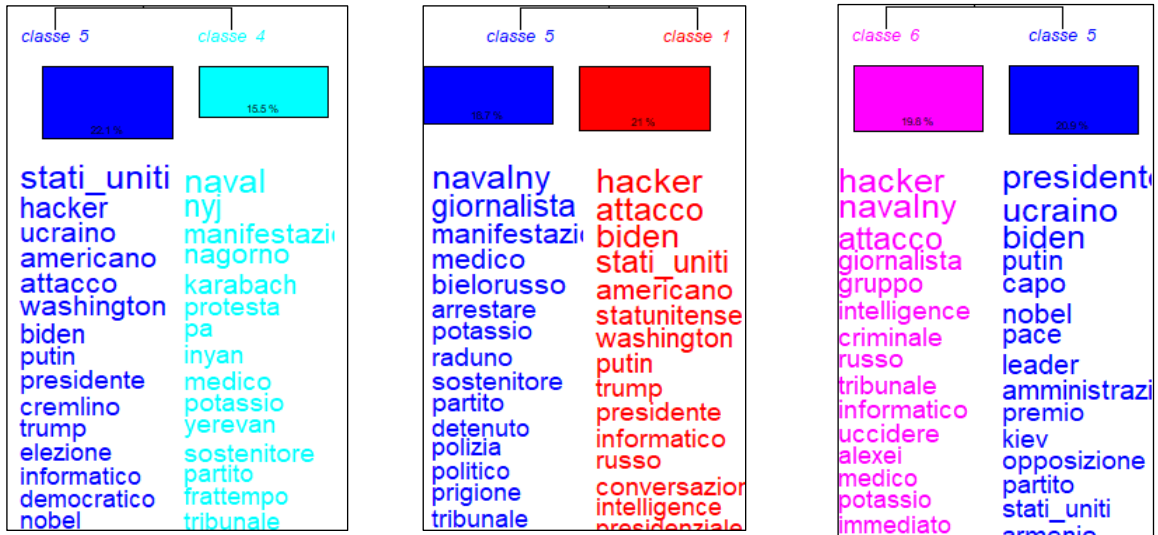 classe 5
classe 4
22.1 %
15.5 %
stati_uniti
hacker
ucraino
americano
attacco
washington
biden
putin
presidente
cremlino
trump
elezione
informatico
democratico
nobel
naval
nyj
manifestazi
nagorno
karabach
protesta
pa
inyan
medico
potassio
yerevan
sostenitore
partito
frattempo
tribunale
classe 5
classe 1
21 %
navalny
giornalista
manifestazi
medico
bielorusso
arrestare
potassio
raduno
sostenitore
partito
detenuto
polizia
politico
prigione
tribunale
hacker
attacco
biden
stati_uniti
americano
statunitense
washington
putin
trump
presidente
informatico
russo
conversazion
intelligence
presidenziale
classe 6
classe 5
19.8 %
20.9 %
hacker
navalny
attacco
giornalista
gruppo
intelligence
criminale
russo
tribunale
informatico
uccidere
alexei
medico
potassio
immediato
president
ucraino
biden
putin
capo
nobel
pace
leader
amministrazi
premio
kiev
opposizione
partito
stati_uniti
armenio